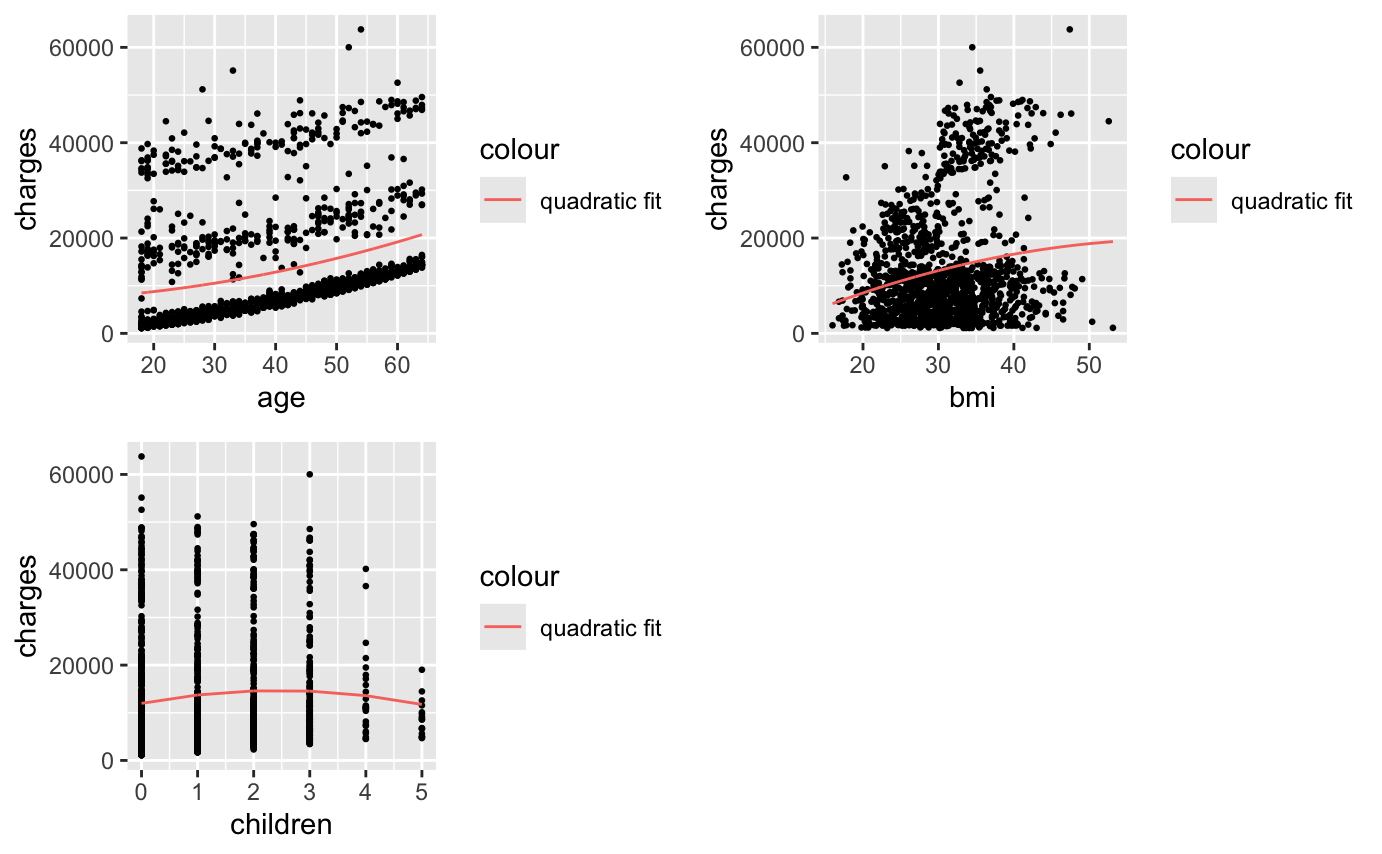 60000
40000
20000
0
charges
20 30 40 50 60
age
colour
quadratic fit
60000
40000
20000
0
charges
20 30 40 50
bmi
colour
quadratic fit
60000
40000
20000
0
charges
0 1 2 3 4 5
children
colour
quadratic fit